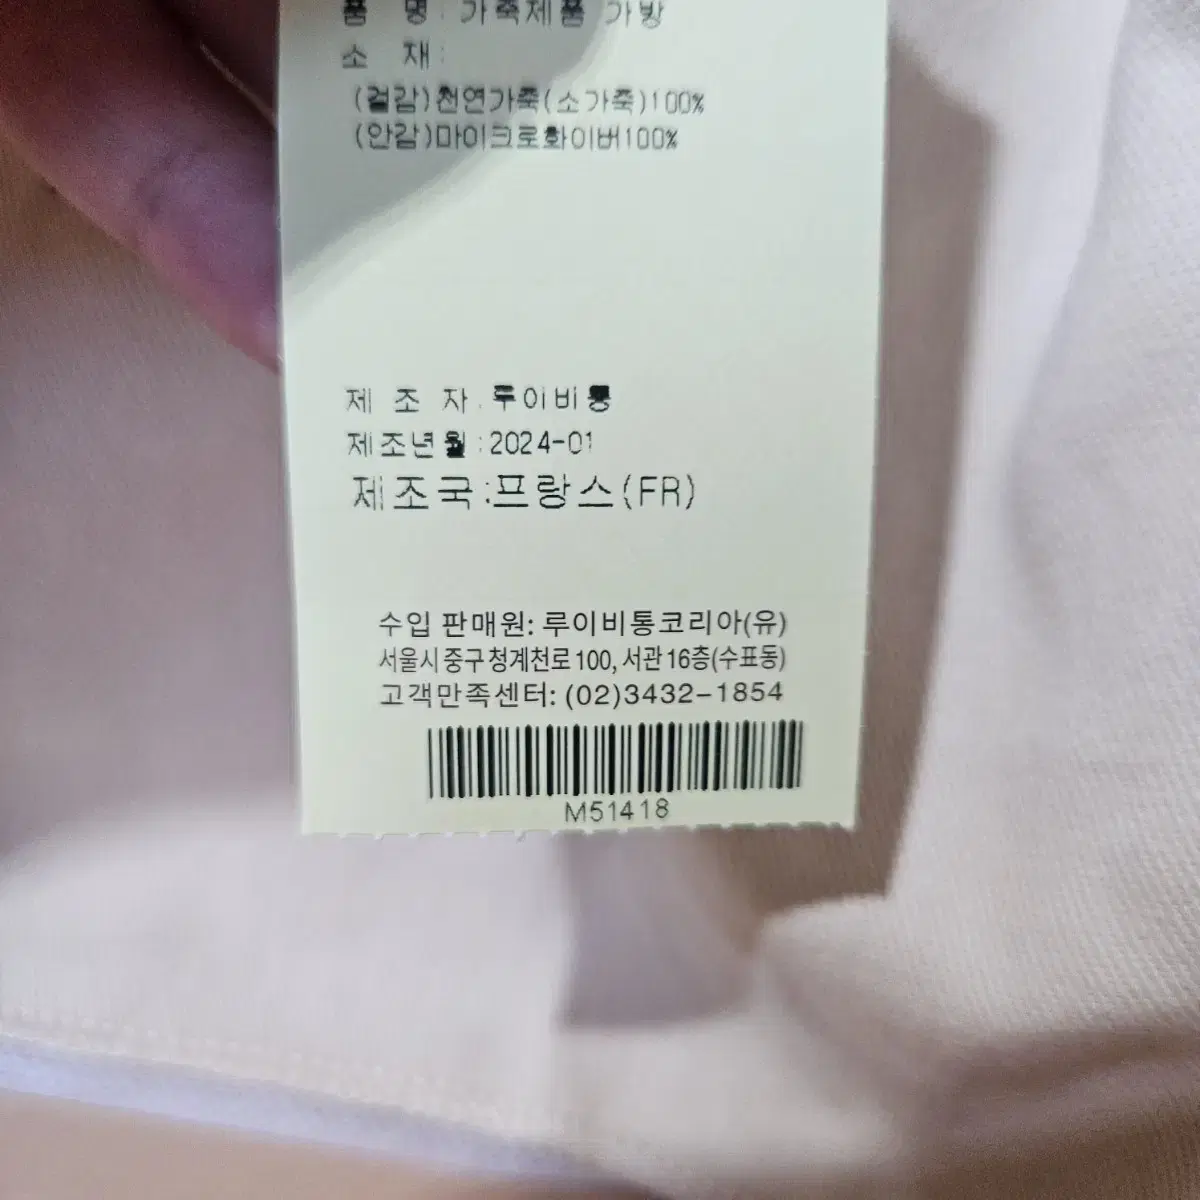 품 명: 가죽제품 가방
소 재:
(겉감)천연가죽(소가죽)100%
(안감)마이크로화이버100%
제 조 자:루이비통
제조년월:2024-01
제조국:프랑스(FR)
수입 판매원: 루이비통코리아(유)
서울시 중구 청계천로 100, 서관 16층(수표동)
고객만족센터: (02)3432-1854
M51418